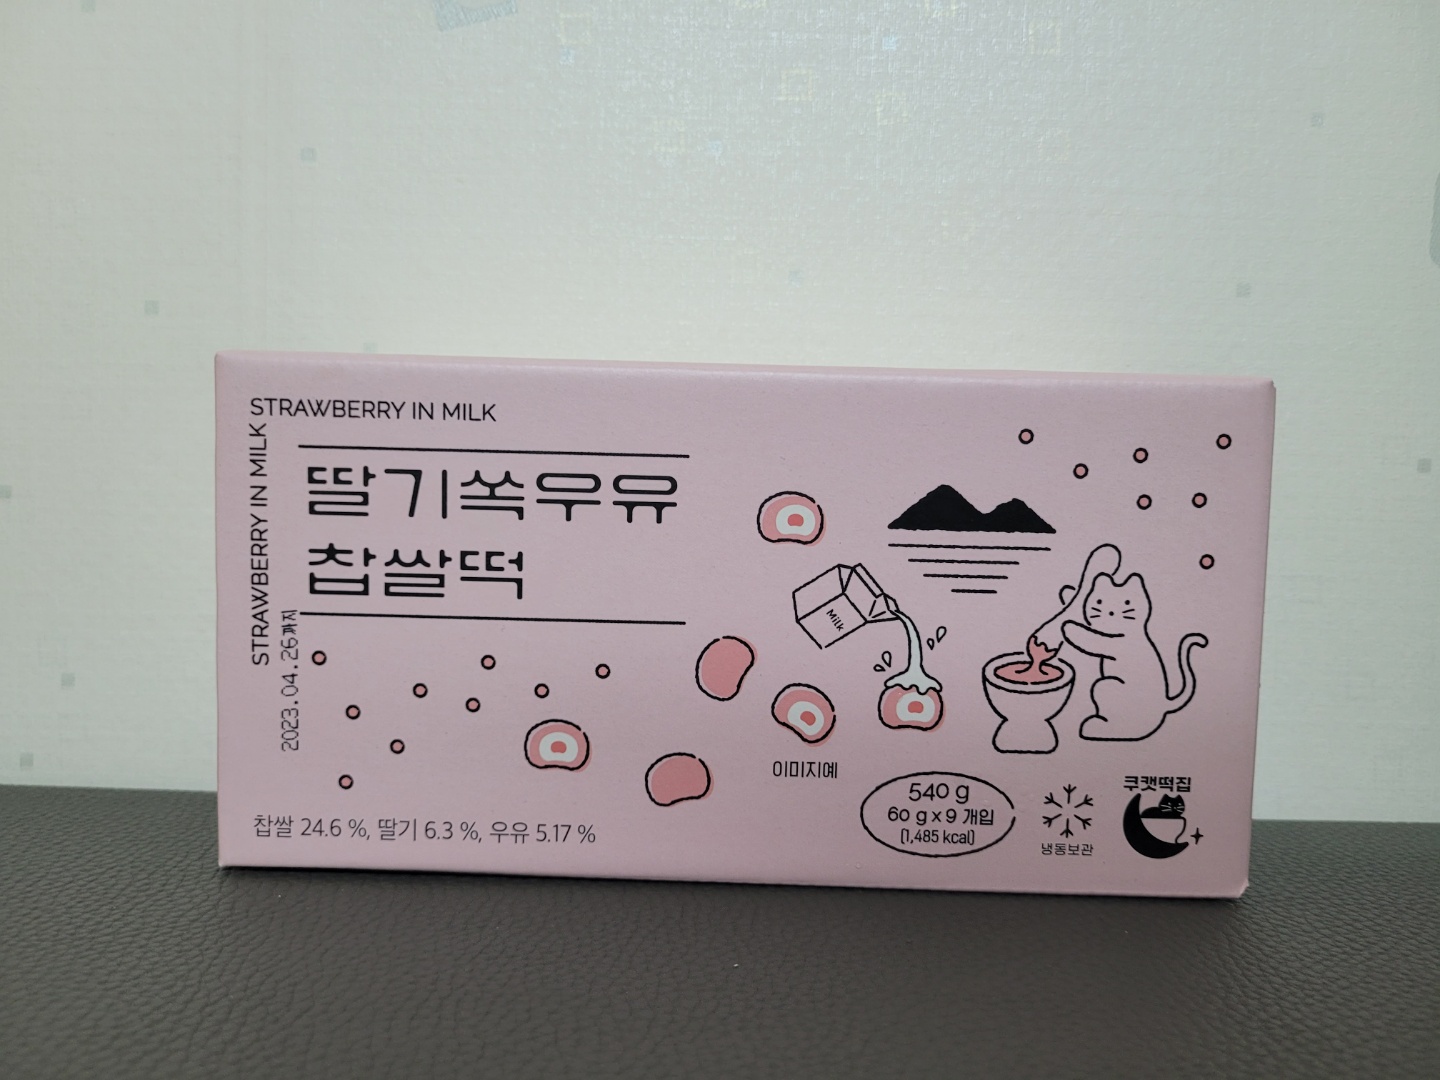 STRAWBERRY IN MILK
STRAWBERRY IN MILK
딸기쏙우유
찹쌀떡
2023.04.26까지
Milk
이미지예
찹쌀 24.6 %, 딸기 6.3 %, 우유 5.17 %
540 g
60 g x 9 개입
(1,485 kcal)
냉동보관
쿠캣떡집